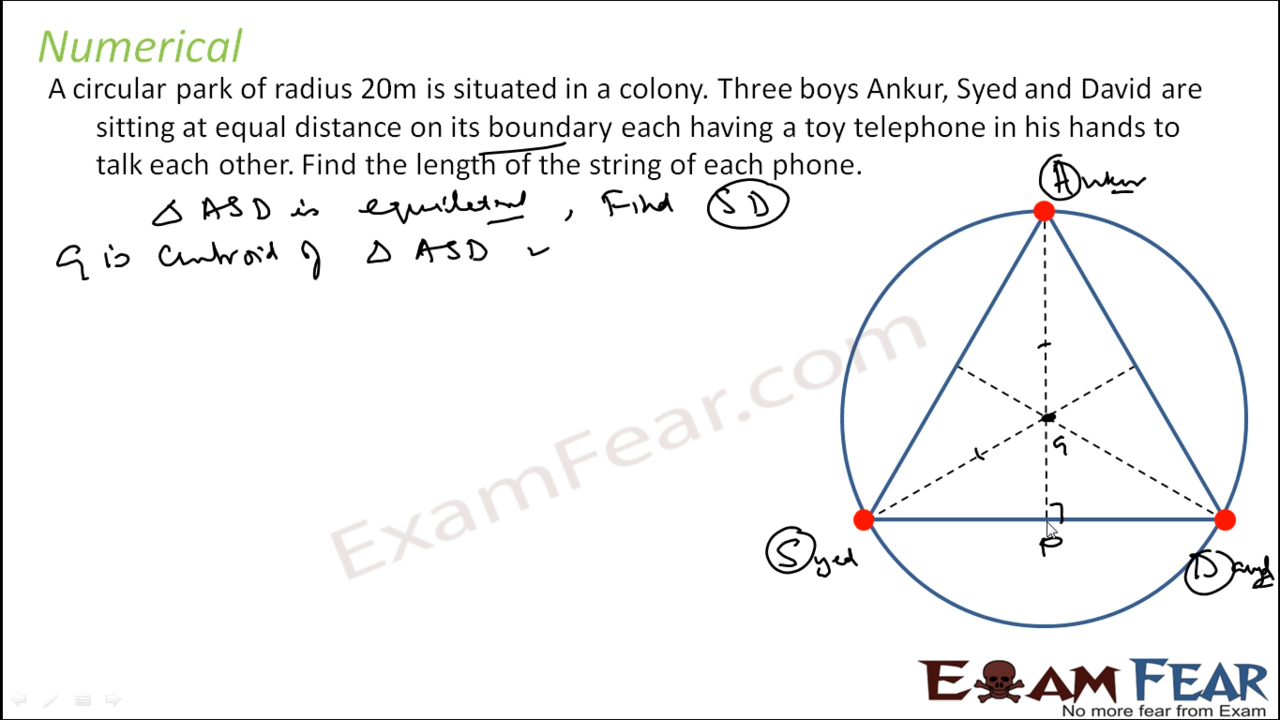 Numerical
A circular park of radius 20m is situated in a colony. Three boys Ankur, Syed and David are
sitting at equal distance on its boundary each having a toy telephone in his hands to
talk each other. Find the length of the string of each phone.
Ankur
Δ ASD is equilateral, Find SD
G is centroid of Δ ASD
G
P
Syed
David
ExamFear.com
EXAM FEAR
No more fear from Exam